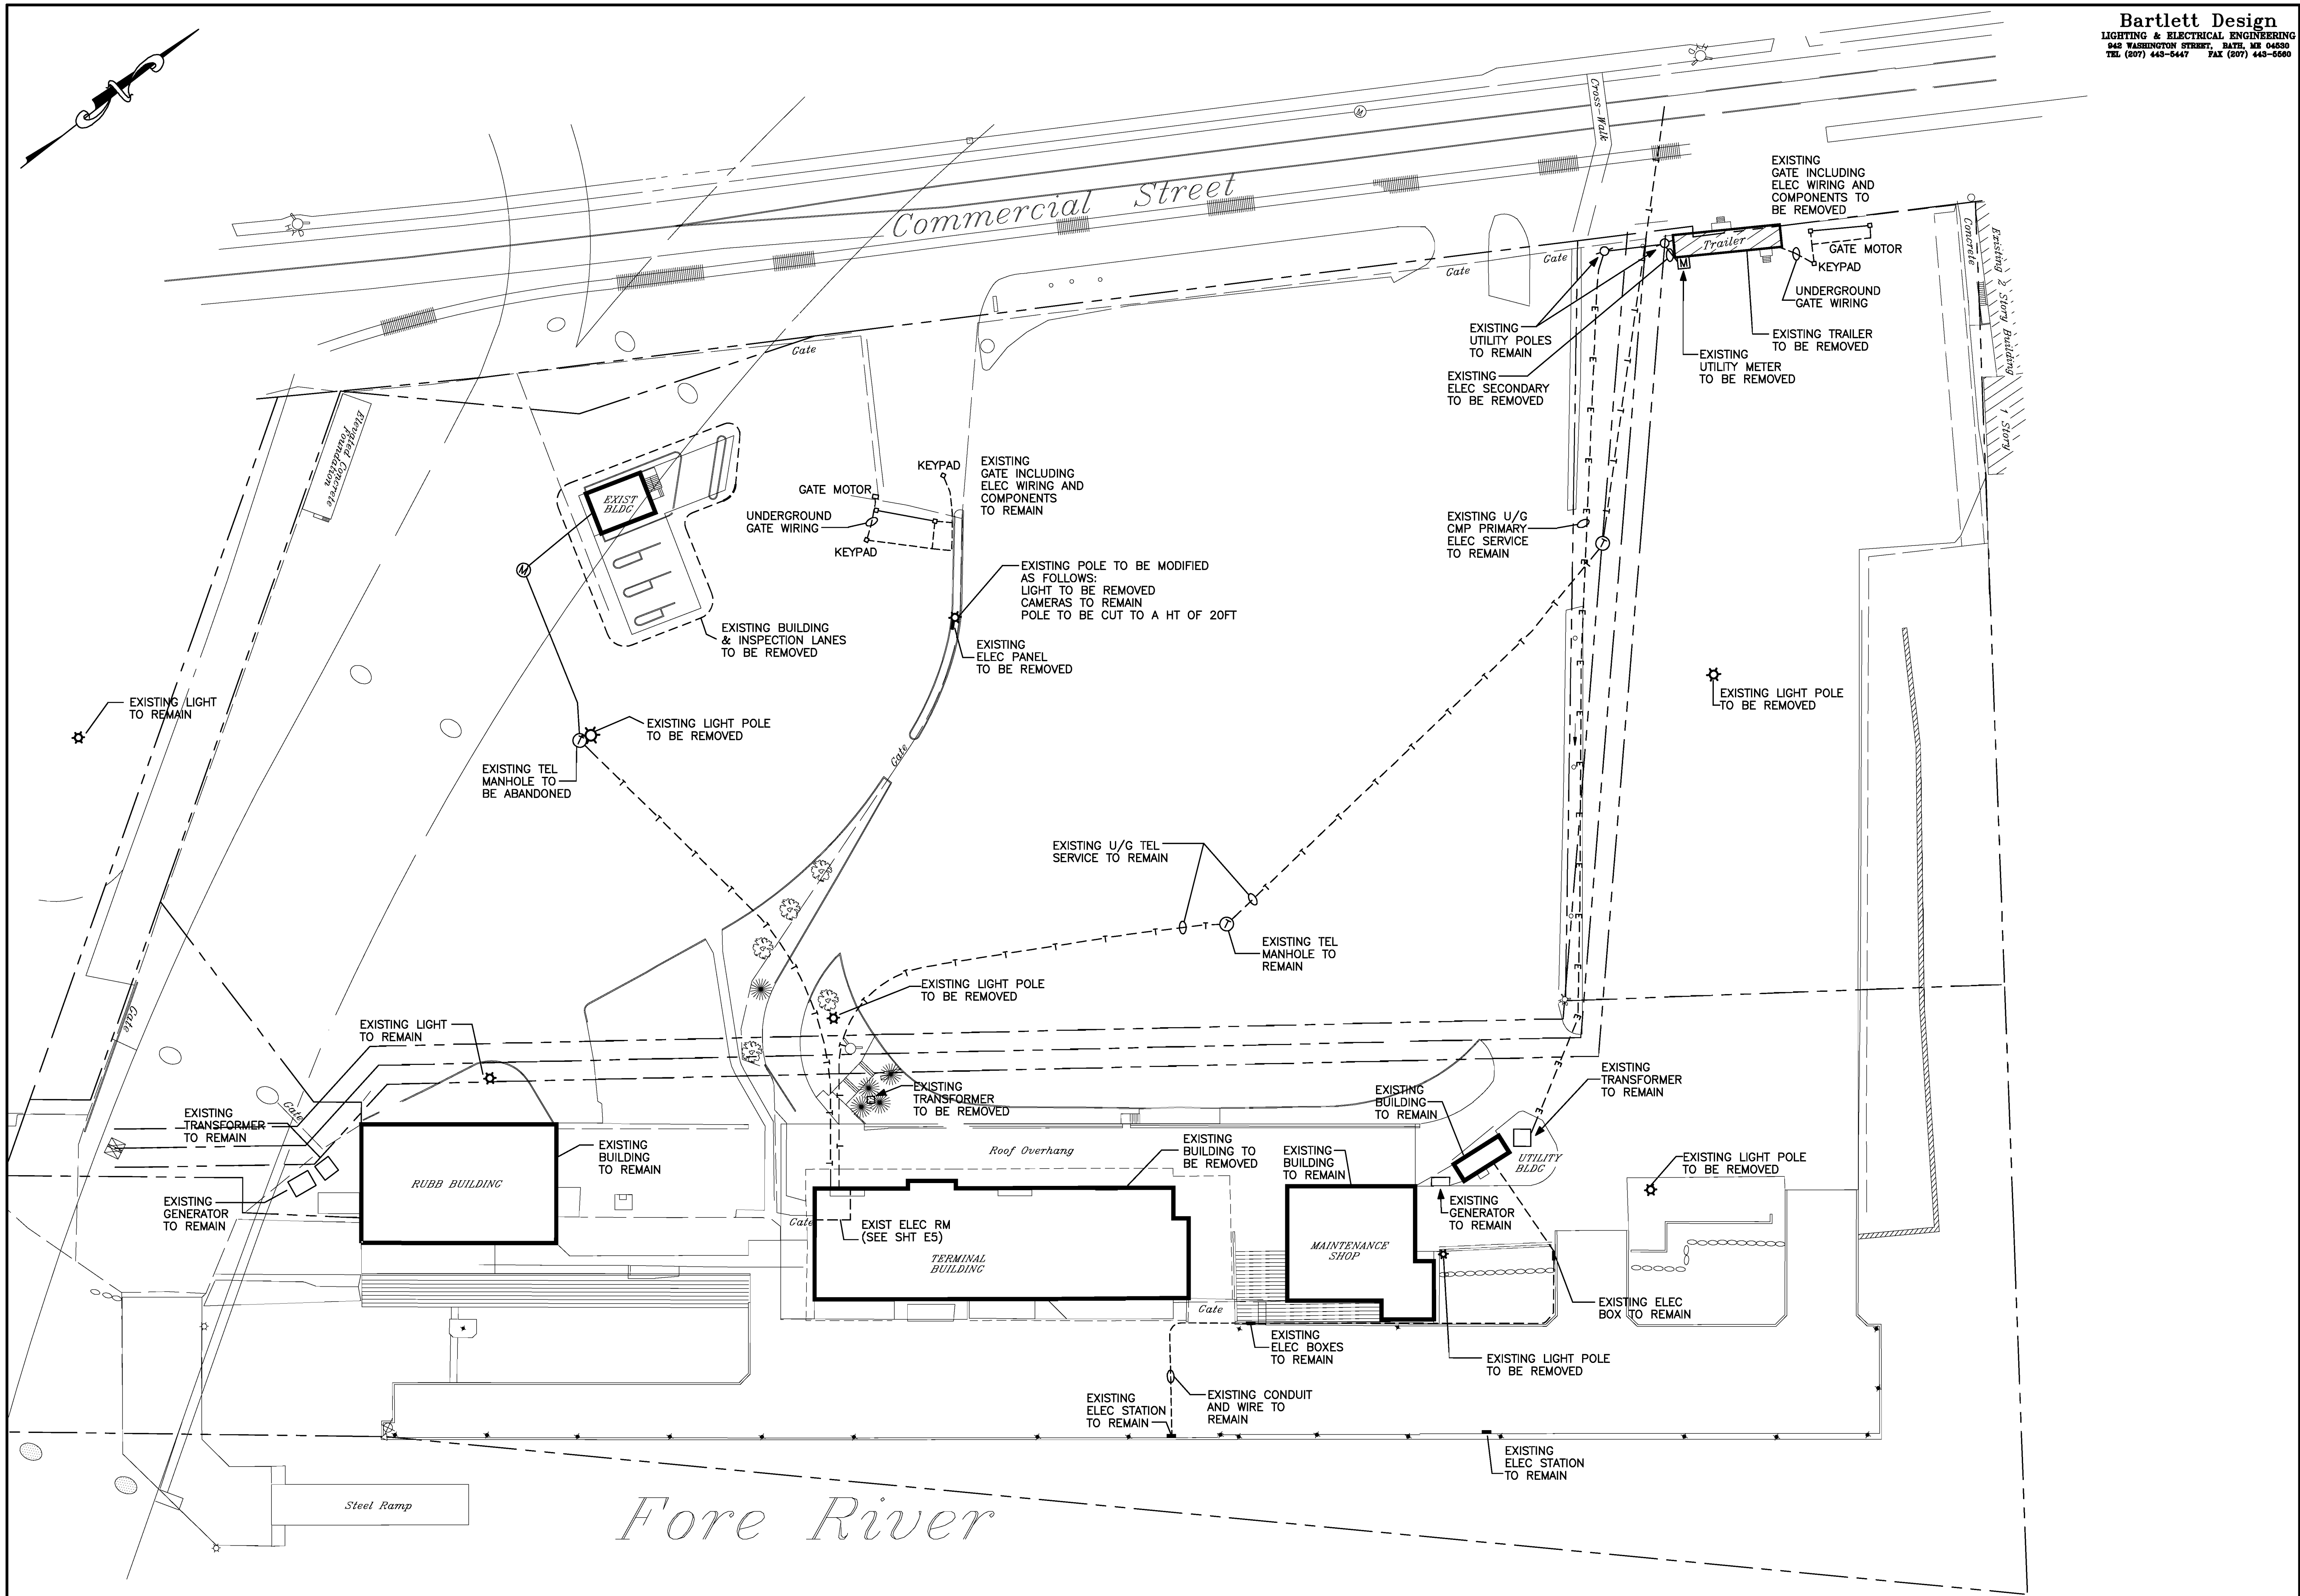 Bartlett Design
LIGHTING & ELECTRICAL ENGINEERING
942 WASHINGTON STREET, BATH, ME 04530
TEL (207) 443-5447 FAX (207) 443-5560
N
Cross-Walk
M
Commercial Street
EXISTING
GATE INCLUDING
ELEC WIRING AND
COMPONENTS TO
BE REMOVED
Trailer
GATE MOTOR
KEYPAD
M
UNDERGROUND
GATE WIRING
Concrete
Existing 2 Story Building
1 Story
Gate
Gate
Gate
EXISTING
UTILITY POLES
TO REMAIN
EXISTING TRAILER
TO BE REMOVED
EXISTING
UTILITY METER
TO BE REMOVED
EXISTING
ELEC SECONDARY
TO BE REMOVED
Elevated Concrete
Foundation
EXIST
BLDG
KEYPAD
EXISTING
GATE INCLUDING
ELEC WIRING AND
COMPONENTS
TO REMAIN
GATE MOTOR
UNDERGROUND
GATE WIRING
KEYPAD
EXISTING U/G
CMP PRIMARY
ELEC SERVICE
TO REMAIN
T
M
EXISTING POLE TO BE MODIFIED
AS FOLLOWS:
LIGHT TO BE REMOVED
CAMERAS TO REMAIN
POLE TO BE CUT TO A HT OF 20FT
EXISTING BUILDING
& INSPECTION LANES
TO BE REMOVED
EXISTING
ELEC PANEL
TO BE REMOVED
EXISTING LIGHT
TO REMAIN
EXISTING LIGHT POLE
TO BE REMOVED
EXISTING LIGHT POLE
TO BE REMOVED
T
Gate
EXISTING TEL
MANHOLE TO
BE ABANDONED
EXISTING U/G TEL
SERVICE TO REMAIN
T
EXISTING TEL
MANHOLE TO
REMAIN
EXISTING LIGHT POLE
TO BE REMOVED
Gate
EXISTING LIGHT
TO REMAIN
EXISTING
TRANSFORMER
TO BE REMOVED
EXISTING
BUILDING
TO REMAIN
EXISTING
TRANSFORMER
TO REMAIN
Gate
EXISTING
TRANSFORMER
TO REMAIN
EXISTING
BUILDING
TO REMAIN
Roof Overhang
EXISTING
BUILDING TO
BE REMOVED
EXISTING
BUILDING
TO REMAIN
UTILITY
BLDG
EXISTING LIGHT POLE
TO BE REMOVED
RUBB BUILDING
EXISTING
GENERATOR
TO REMAIN
Gate
EXIST ELEC RM
(SEE SHT E5)
TERMINAL
BUILDING
MAINTENANCE
SHOP
EXISTING
GENERATOR
TO REMAIN
Gate
EXISTING ELEC
BOX TO REMAIN
EXISTING
ELEC BOXES
TO REMAIN
EXISTING LIGHT POLE
TO BE REMOVED
EXISTING
ELEC STATION
TO REMAIN
EXISTING CONDUIT
AND WIRE TO
REMAIN
EXISTING
ELEC STATION
TO REMAIN
Steel Ramp
Fore River